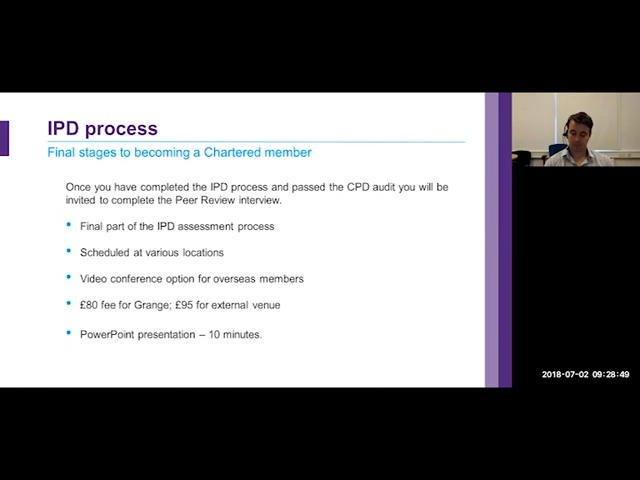 IPD process
Final stages to becoming a Chartered member
Once you have completed the IPD process and passed the CPD audit you will be
invited to complete the Peer Review interview.
• Final part of the IPD assessment process
• Scheduled at various locations
• Video conference option for overseas members
• £80 fee for Grange; £95 for external venue
• PowerPoint presentation – 10 minutes.
2018-07-02 09:28:49